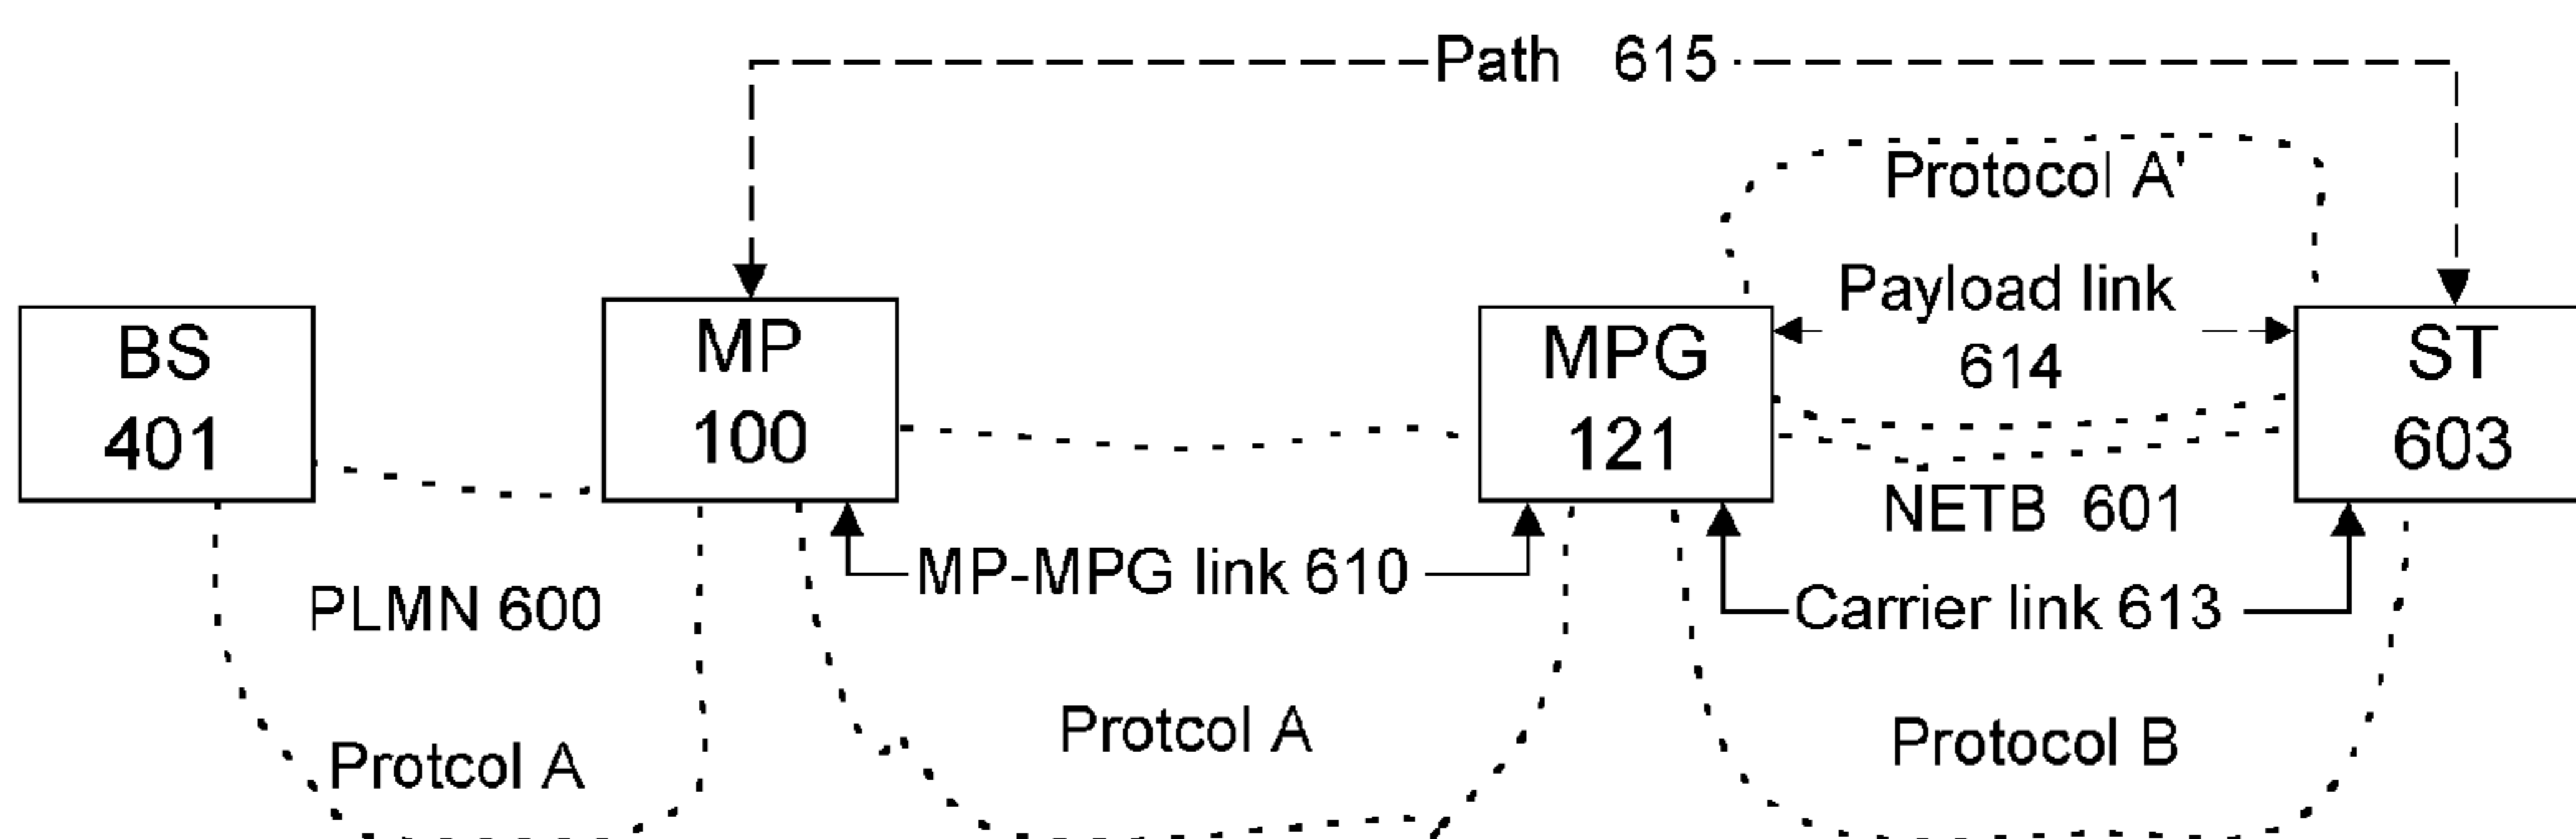 Path 615
Protocol A'
Payload link
614
BS
401
MP
100
MPG
121
ST
603
NETB 601
MP-MPG link 610
PLMN 600
Carrier link 613
Protcol A
Protcol A
Protocol B